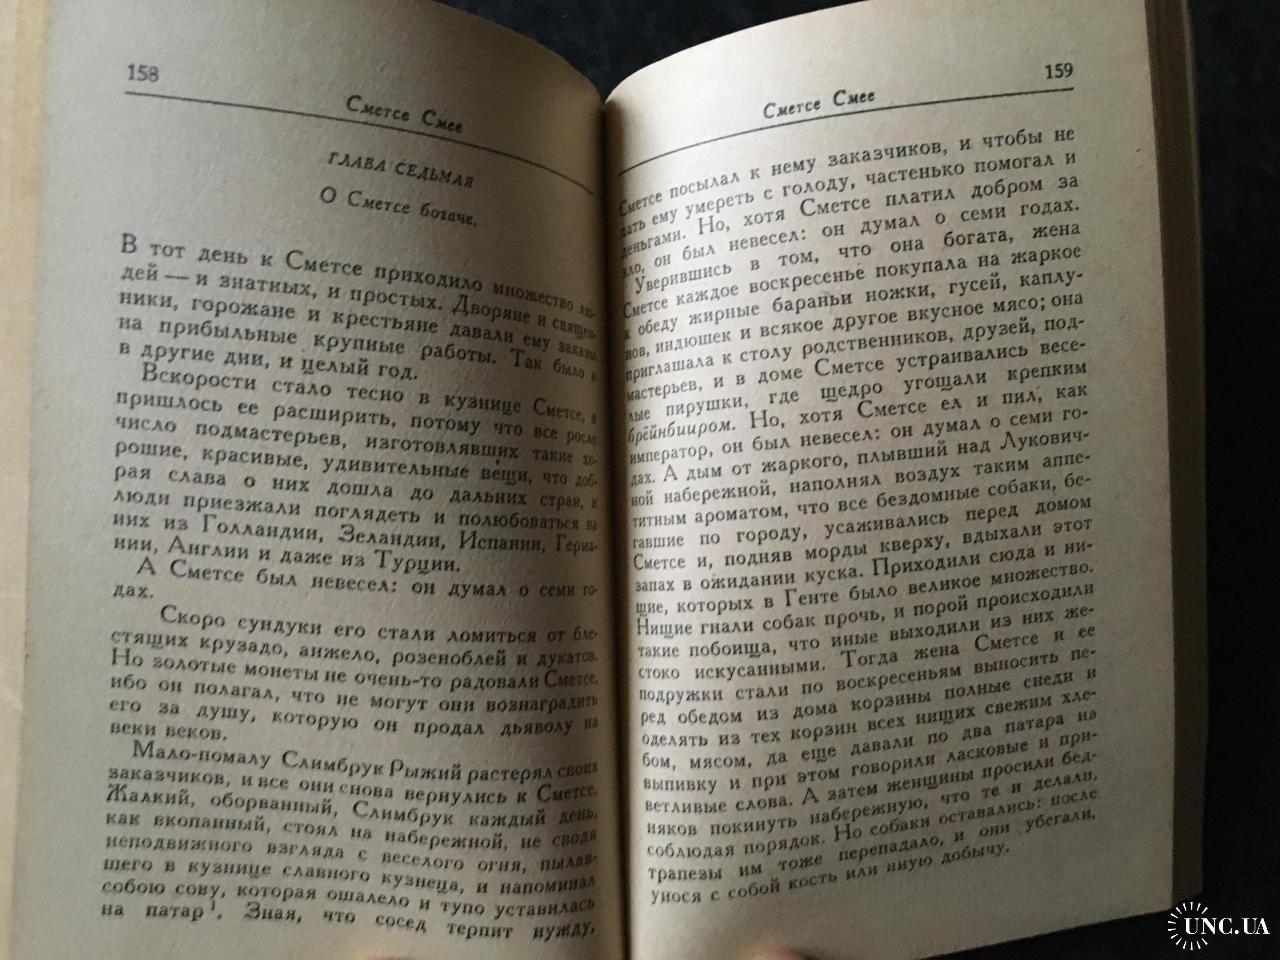 158
Сметсе Смее
ГЛАВА СЕДЬМАЯ
О Сметсе богаче.
В тот день к Сметсе приходило множество лю-
дей — и знатных, и простых. Дворяне и священ-
ники, горожане и крестьяне давали ему заказы
на прибыльные крупные работы. Так было и
в другие дни, и целый год.
Вскорости стало тесно в кузнице Сметсе, и
пришлось ее расширить, потому что все росло
число подмастерьев, изготовлявших такие хо-
рошие, красивые, удивительные вещи, что доб-
рая слава о них дошла до дальних стран, и
люди приезжали поглядеть и полюбоваться на
них из Голландии, Зеландии, Испании, Герма-
нии, Англии и даже из Турции.
А Сметсе был невесел: он думал о семи го-
дах.
Скоро сундуки его стали ломиться от бле-
стящих крузадо, анжело, розеноблей и дукатов.
Но золотые монеты не очень-то радовали Сметсе,
ибо он полагал, что не могут они вознаградить
его за душу, которую он продал дьяволу на
веки веков.
Мало-помалу Слимбрук Рыжий растерял своих
заказчиков, и все они снова вернулись к Сметсе.
Жалкий, оборванный, Слимбрук каждый день,
как вкопанный, стоял на набережной, не сводя
неподвижного взгляда с веселого огня, пылав-
шего в кузнице славного кузнеца, и напоминал
собою сову, которая ошалело и тупо уставилась
на патар¹. Зная, что сосед терпит нужду,
159
Сметсе Смее
Сметсе посылал к нему заказчиков, и чтобы не
дать ему умереть с голоду, частенько помогал и
деньгами. Но, хотя Сметсе платил добром за
зло, он был невесел: он думал о семи годах.
Уверившись в том, что она богата, жена
Сметсе каждое воскресенье покупала на жаркое
к обеду жирные бараньи ножки, гусей, каплу-
нов, индюшек и всякое другое вкусное мясо; она
приглашала к столу родственников, друзей, под-
мастерьев, и в доме Сметсе устраивались весе-
лые пирушки, где щедро угощали крепким
брёйнбииром. Но, хотя Сметсе ел и пил, как
император, он был невесел: он думал о семи го-
дах. А дым от жаркого, плывший над Лукович-
ной набережной, наполнял воздух таким аппе-
титным ароматом, что все бездомные собаки, бе-
гавшие по городу, усаживались перед домом
Сметсе и, подняв морды кверху, вдыхали этот
запах в ожидании куска. Приходили сюда и ни-
щие, которых в Генте было великое множество.
Нищие гнали собак прочь, и порой происходили
такие побоища, что иные выходили из них же-
стоко искусанными. Тогда жена Сметсе и ее
подружки стали по воскресеньям выносить пе-
ред обедом из дома корзины полные снеди и
оделять из тех корзин всех нищих свежим хле-
бом, мясом, да еще давали по два патара на
выпивку и при этом говорили ласковые и при-
ветливые слова. А затем женщины просили бед-
няков покинуть набережную, что те и делали,
соблюдая порядок. Но собаки оставались: после
трапезы им тоже перепадало, и они убегали,
унося с собой кость или иную добычу.
UNC.UA